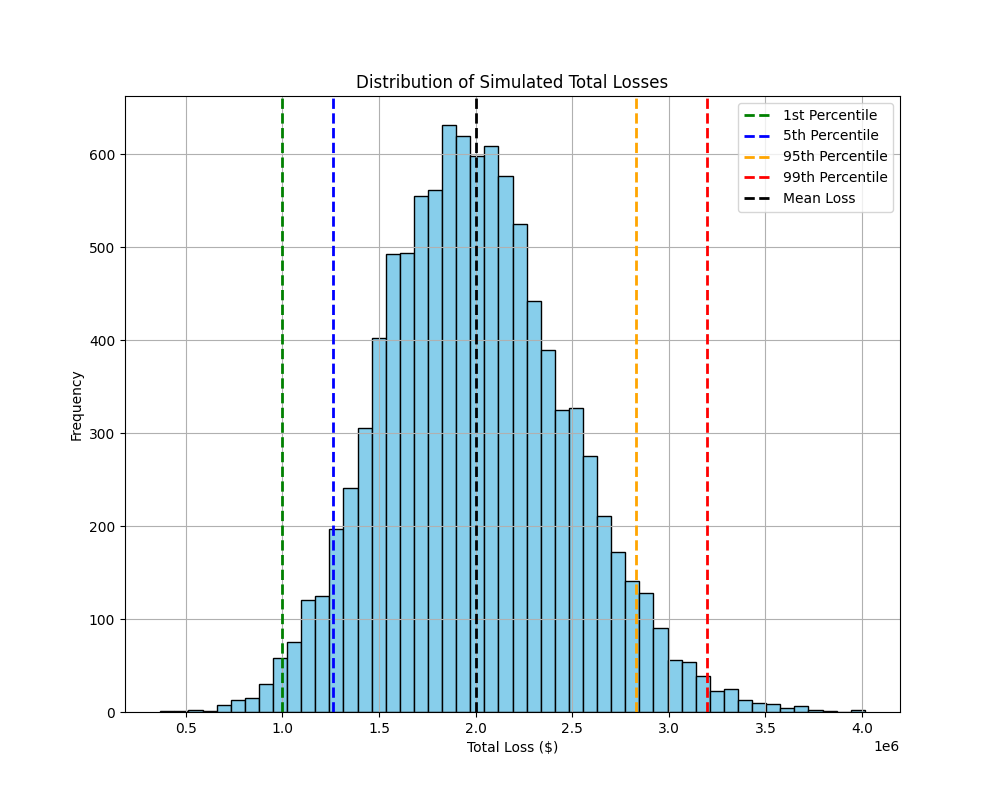 Distribution of Simulated Total Losses
1st Percentile
5th Percentile
95th Percentile
99th Percentile
Mean Loss
Frequency
600
500
400
300
200
100
0
0.5 1.0 1.5 2.0 2.5 3.0 3.5 4.0
1e6
Total Loss ($)